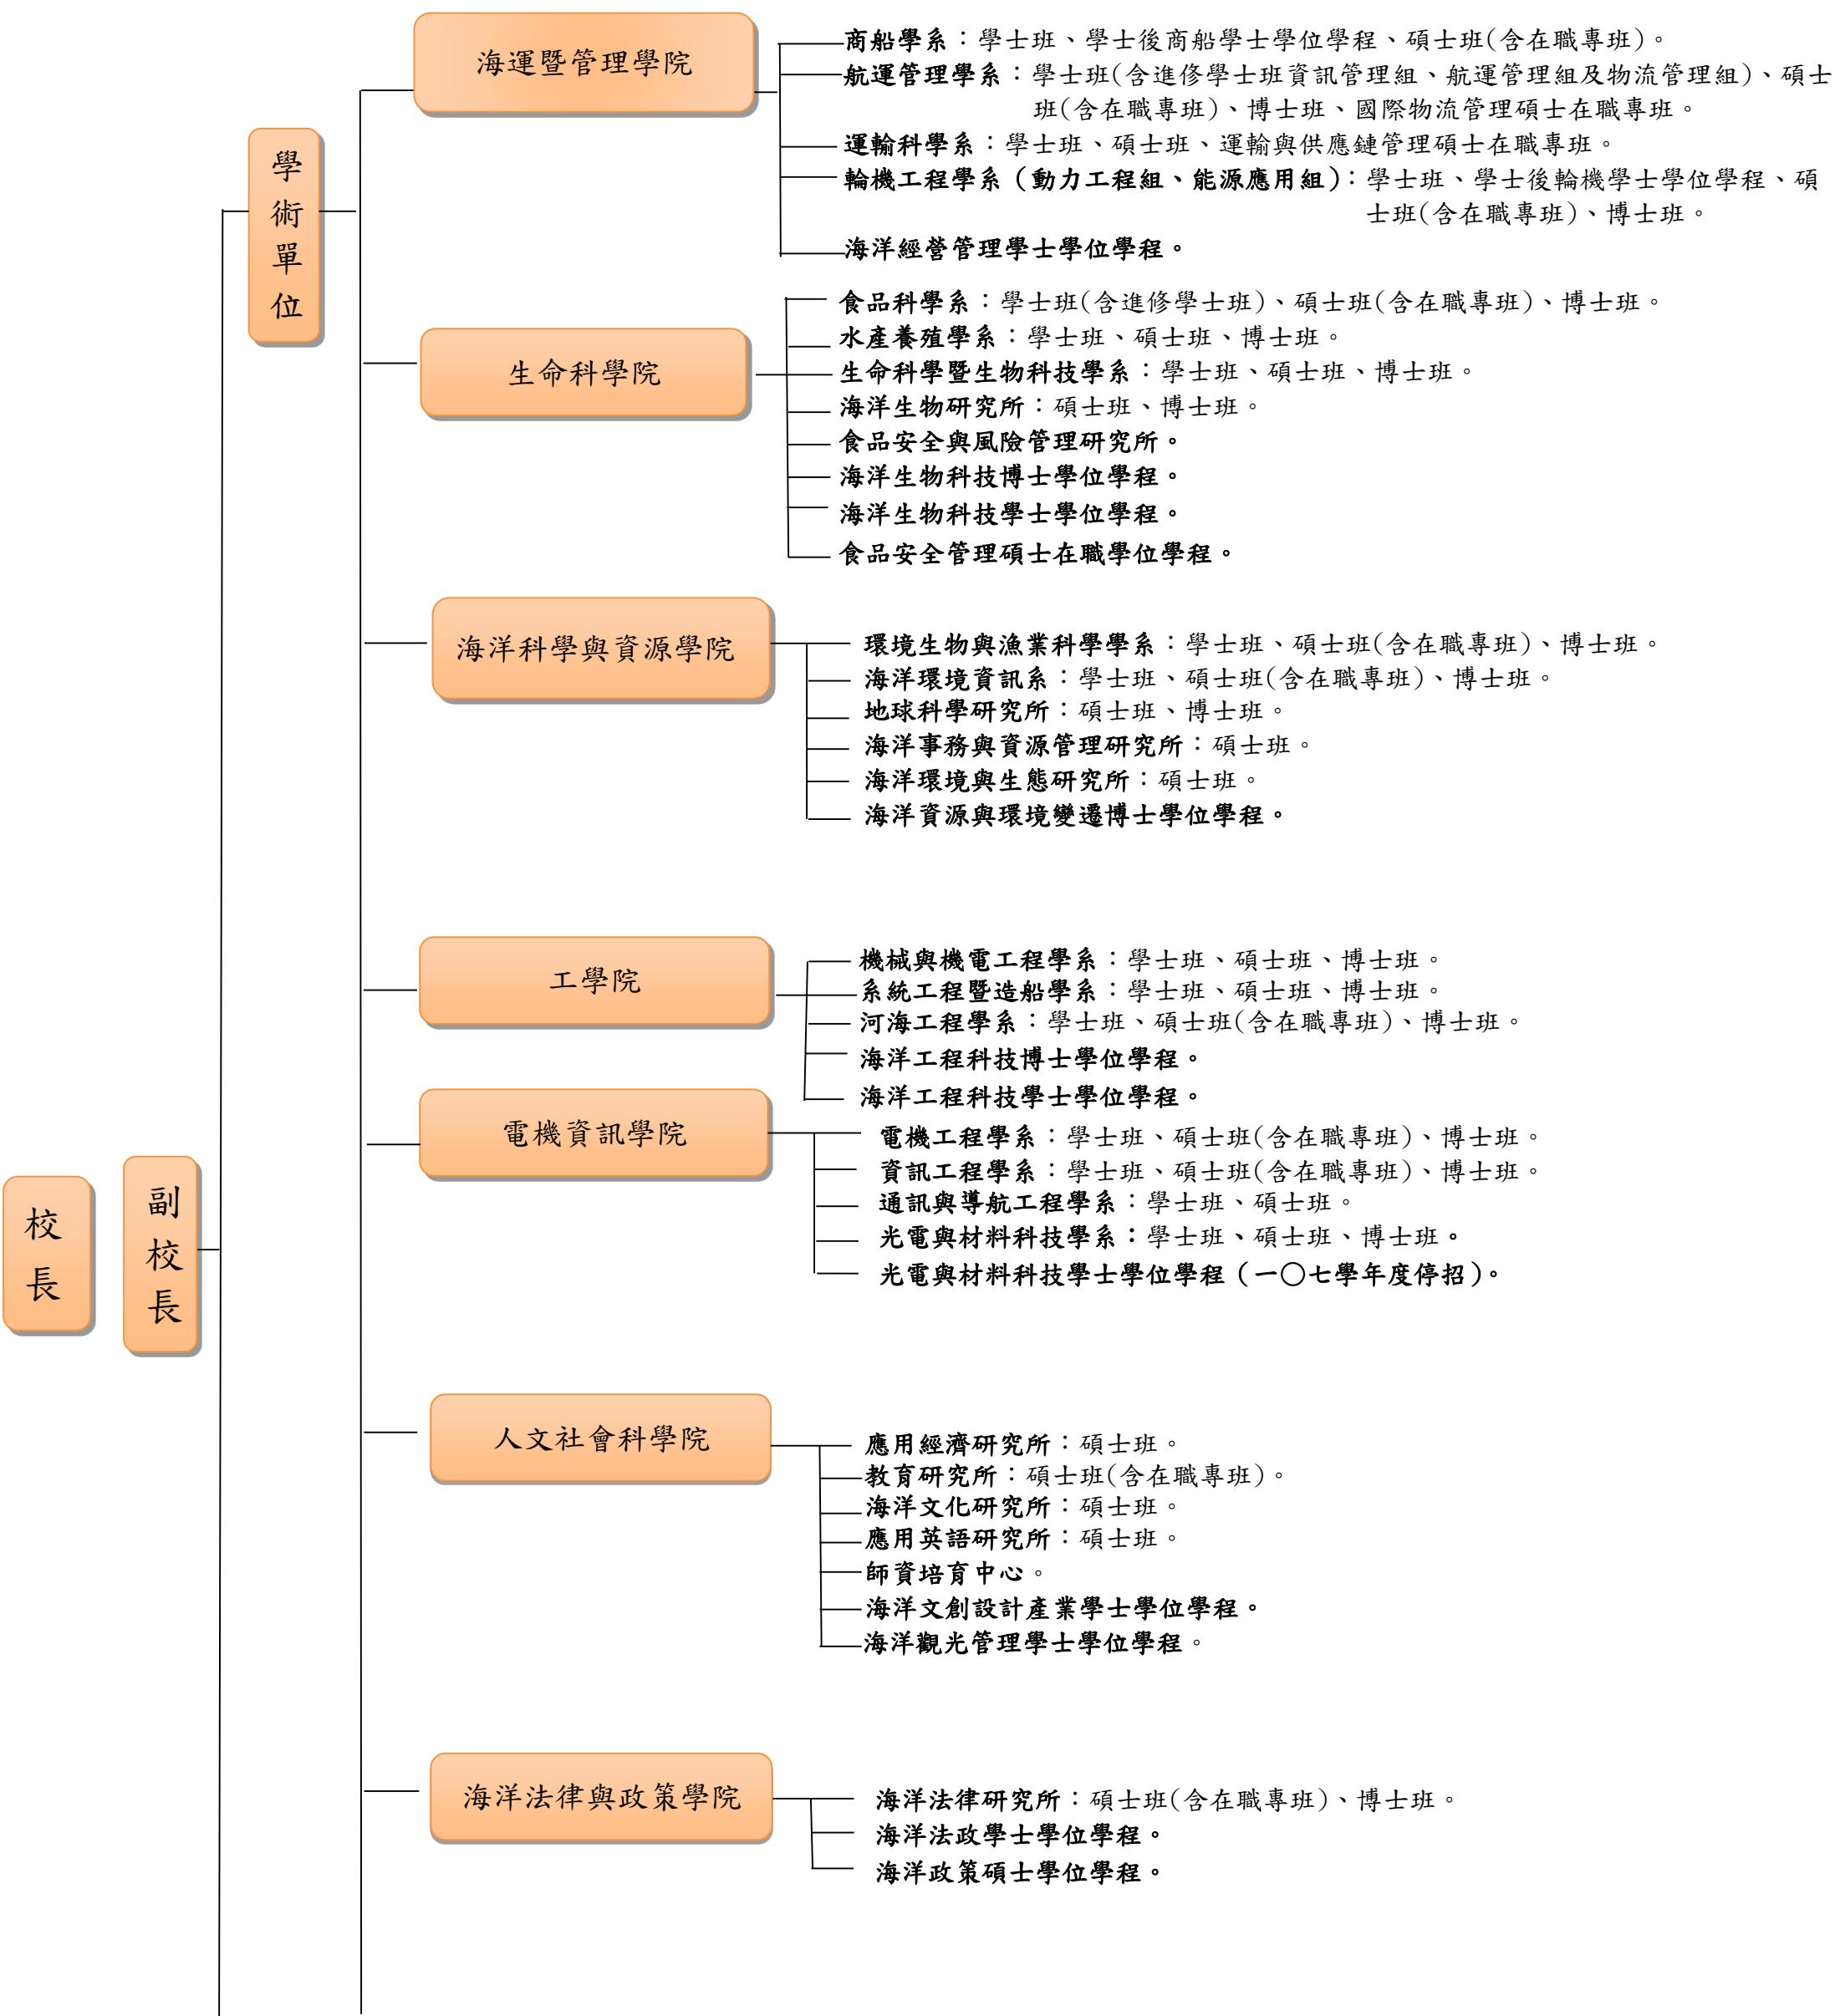 校長
副校長
學術單位
海運暨管理學院
商船學系：學士班、學士後商船學士學位學程、碩士班(含在職專班)。
航運管理學系：學士班(含進修學士班資訊管理組、航運管理組及物流管理組)、碩士
班(含在職專班)、博士班、國際物流管理碩士在職專班。
運輸科學系：學士班、碩士班、運輸與供應鏈管理碩士在職專班。
輪機工程學系（動力工程組、能源應用組)：學士班、學士後輪機學士學位學程、碩
士班(含在職專班)、博士班。
海洋經營管理學士學位學程。
生命科學院
食品科學系：學士班(含進修學士班)、碩士班(含在職專班)、博士班。
水產養殖學系：學士班、碩士班、博士班。
生命科學暨生物科技學系：學士班、碩士班、博士班。
海洋生物研究所：碩士班、博士班。
食品安全與風險管理研究所。
海洋生物科技博士學位學程。
海洋生物科技學士學位學程。
食品安全管理碩士在職學位學程。
海洋科學與資源學院
環境生物與漁業科學學系：學士班、碩士班(含在職專班)、博士班。
海洋環境資訊系：學士班、碩士班(含在職專班)、博士班。
地球科學研究所：碩士班、博士班。
海洋事務與資源管理研究所：碩士班。
海洋環境與生態研究所：碩士班。
海洋資源與環境變遷博士學位學程。
工學院
機械與機電工程學系：學士班、碩士班、博士班。
系統工程暨造船學系：學士班、碩士班、博士班。
河海工程學系：學士班、碩士班(含在職專班)、博士班。
海洋工程科技博士學位學程。
海洋工程科技學士學位學程。
電機資訊學院
電機工程學系：學士班、碩士班(含在職專班)、博士班。
資訊工程學系：學士班、碩士班(含在職專班)、博士班。
通訊與導航工程學系：學士班、碩士班。
光電與材料科技學系：學士班、碩士班、博士班。
光電與材料科技學士學位學程（一〇七學年度停招)。
人文社會科學院
應用經濟研究所：碩士班。
教育研究所：碩士班(含在職專班)。
海洋文化研究所：碩士班。
應用英語研究所：碩士班。
師資培育中心。
海洋文創設計產業學士學位學程。
海洋觀光管理學士學位學程。
海洋法律與政策學院
海洋法律研究所：碩士班(含在職專班)、博士班。
海洋法政學士學位學程。
海洋政策碩士學位學程。